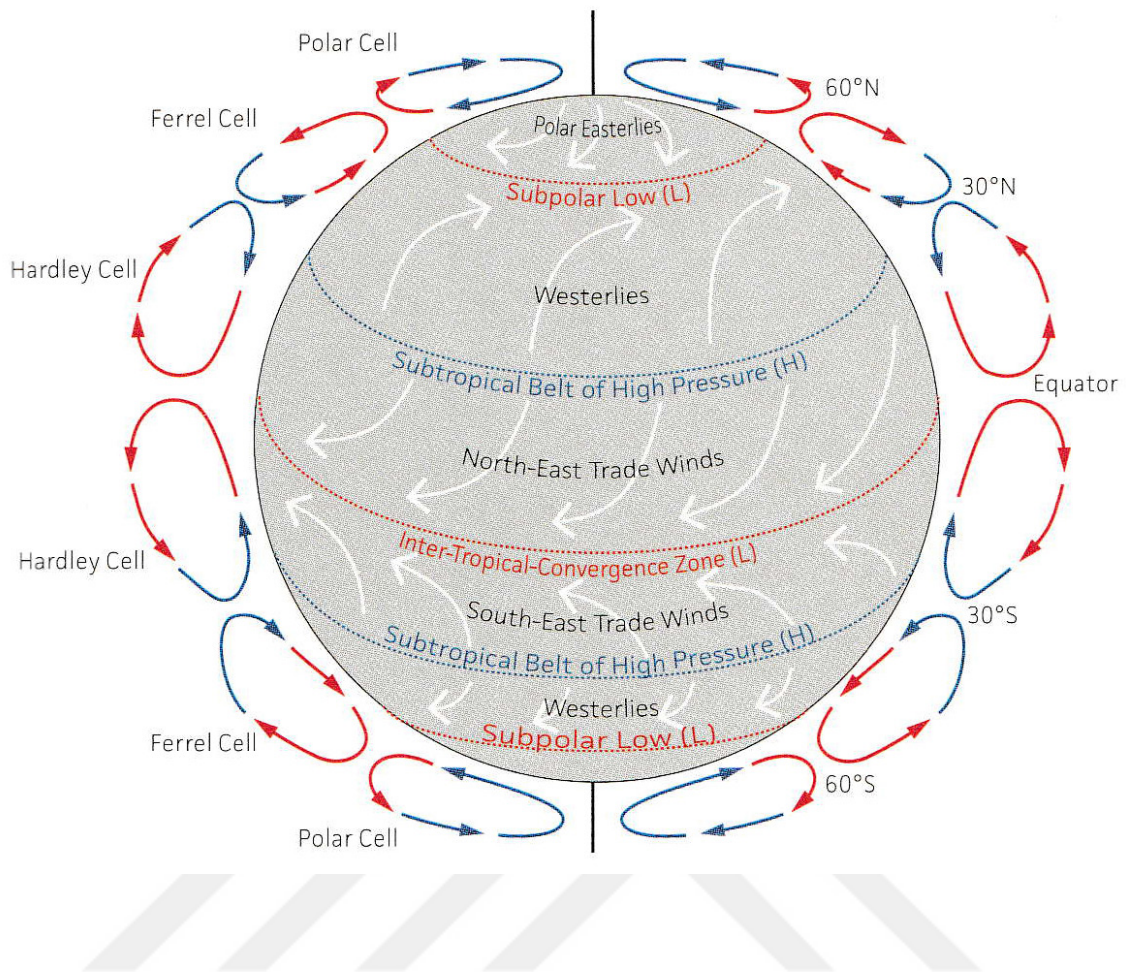 Polar Cell
60°N
Ferrel Cell
Polar Easterlies
30°N
Subpolar Low (L)
Hardley Cell
Westerlies
Subtropical Belt of High Pressure (H)
Equator
North-East Trade Winds
Inter-Tropical-Convergence Zone (L)
Hardley Cell
South-East Trade Winds
30°S
Subtropical Belt of High Pressure (H)
Westerlies
Subpolar Low (L)
Ferrel Cell
60°S
Polar Cell